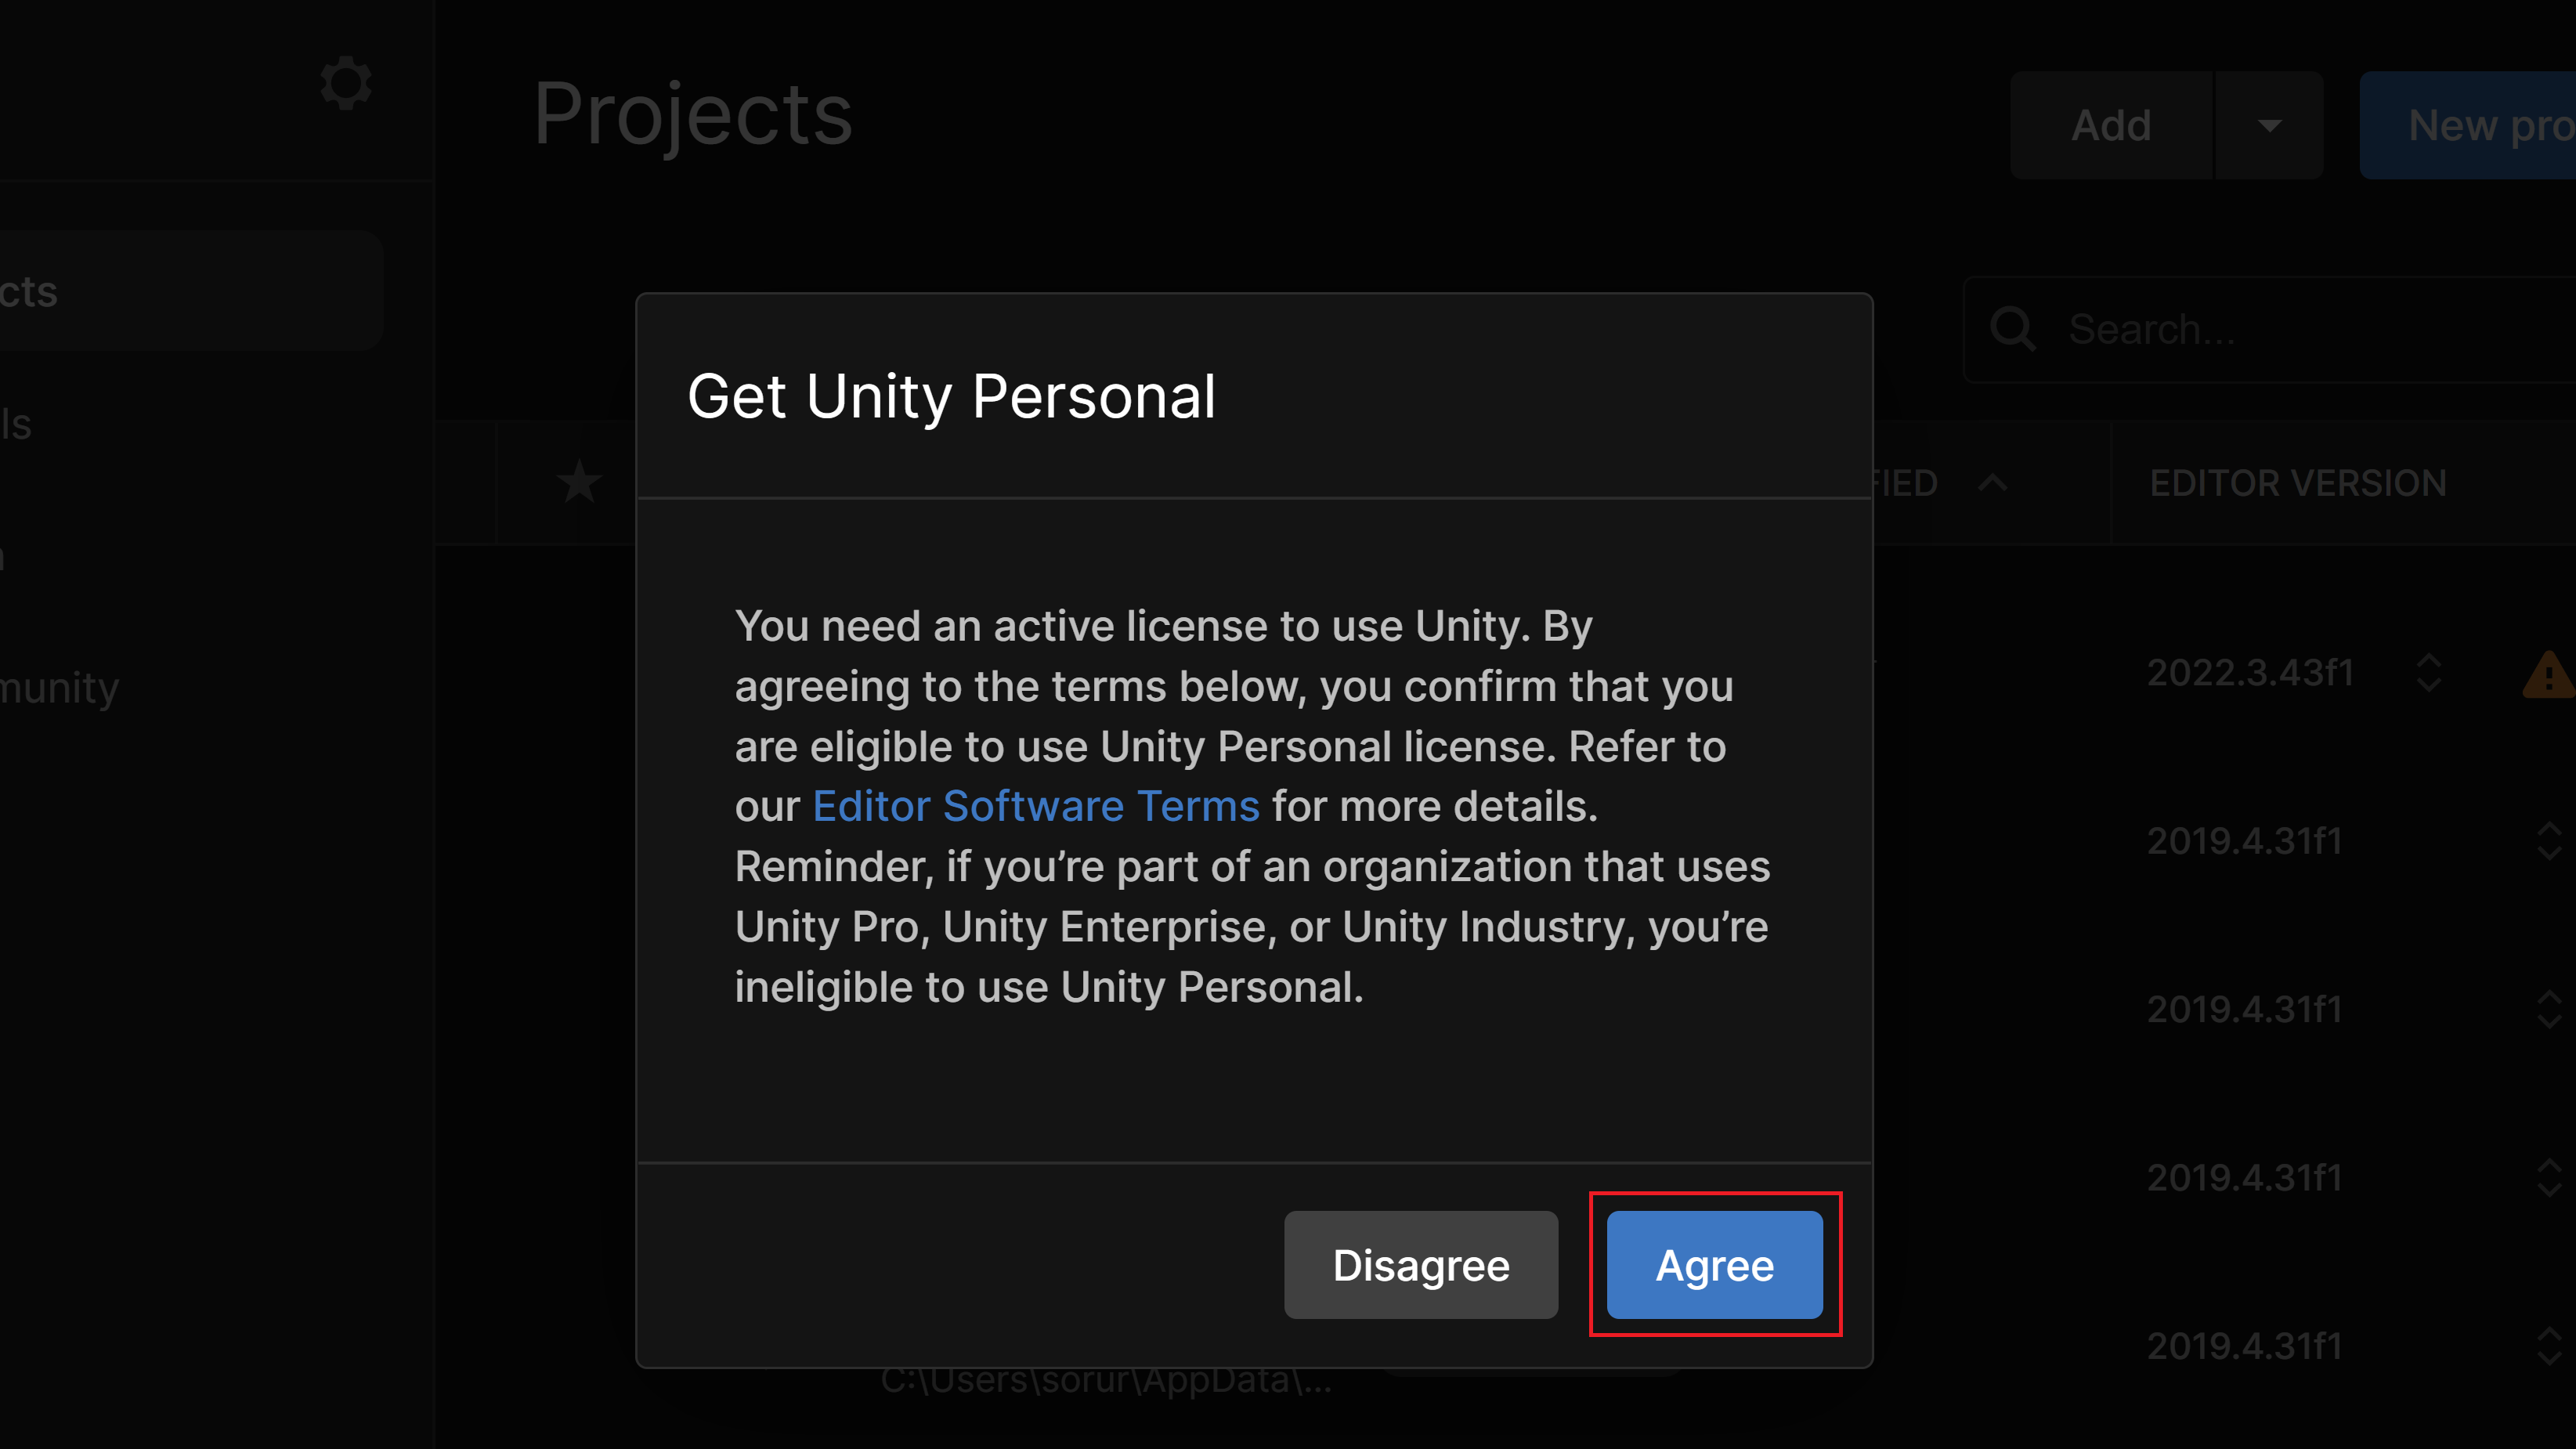 Projects
Add
New pro
cts
Search...
Get Unity Personal
ls
FIED
EDITOR VERSION
You need an active license to use Unity. By
agreeing to the terms below, you confirm that you
are eligible to use Unity Personal license. Refer to
our Editor Software Terms for more details.
Reminder, if you’re part of an organization that uses
Unity Pro, Unity Enterprise, or Unity Industry, you’re
ineligible to use Unity Personal.
munity
2022.3.43f1
2019.4.31f1
2019.4.31f1
2019.4.31f1
2019.4.31f1
Disagree
Agree
C:\Users\sorur\AppData\...